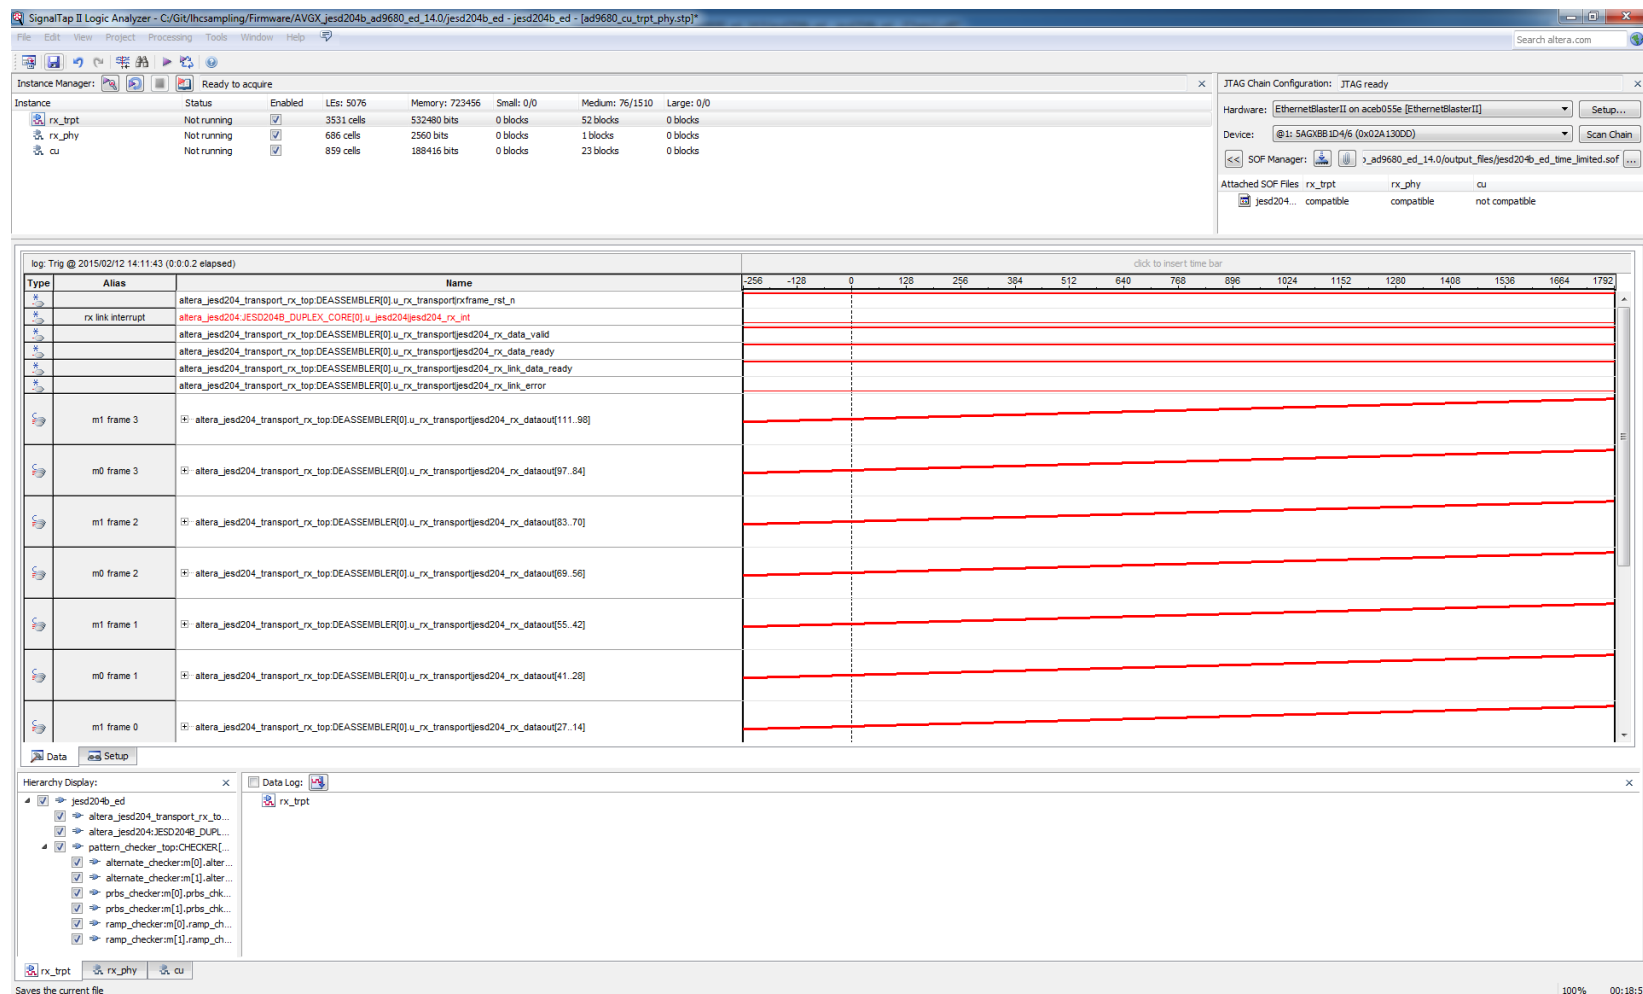 SignalTap II Logic Analyzer - C:/Git/lhcsampling/Firmware/AVGX_jesd204b_ad9680_ed_14.0/jesd204b_ed - jesd204b_ed - [ad9680_cu_trpt_phy.stp]*
File Edit View Project Processing Tools Window Help
Search altera.com
Instance Manager: Ready to acquire
Instance Status Enabled LEs: 5076 Memory: 723456 Small: 0/0 Medium: 76/1510 Large: 0/0
rx_trpt Not running 3531 cells 532480 bits 0 blocks 52 blocks 0 blocks
rx_phy Not running 686 cells 2560 bits 0 blocks 1 blocks 0 blocks
cu Not running 859 cells 188416 bits 0 blocks 23 blocks 0 blocks
JTAG Chain Configuration: JTAG ready
Hardware: EthernetBlasterII on aceb055e [EthernetBlasterII] Setup...
Device: @1: 5AGXBB1D4/6 (0x02A130DD) Scan Chain
<< SOF Manager: _ad9680_ed_14.0/output_files/jesd204b_ed_time_limited.sof ...
Attached SOF Files rx_trpt rx_phy cu
jesd204... compatible compatible not compatible
log: Trig @ 2015/02/12 14:11:43 (0:0:0.2 elapsed) click to insert time bar
Type Alias Name -256 -128 0 128 256 384 512 640 768 896 1024 1152 1280 1408 1536 1664 1792
altera_jesd204_transport_rx_top:DEASSEMBLER[0].u_rx_transport|rxframe_rst_n
rx link interrupt altera_jesd204:JESD204B_DUPLEX_CORE[0].u_jesd204|jesd204_rx_int
altera_jesd204_transport_rx_top:DEASSEMBLER[0].u_rx_transport|jesd204_rx_data_valid
altera_jesd204_transport_rx_top:DEASSEMBLER[0].u_rx_transport|jesd204_rx_data_ready
altera_jesd204_transport_rx_top:DEASSEMBLER[0].u_rx_transport|jesd204_rx_link_data_ready
altera_jesd204_transport_rx_top:DEASSEMBLER[0].u_rx_transport|jesd204_rx_link_error
m1 frame 3 altera_jesd204_transport_rx_top:DEASSEMBLER[0].u_rx_transport|jesd204_rx_dataout[111..98]
m0 frame 3 altera_jesd204_transport_rx_top:DEASSEMBLER[0].u_rx_transport|jesd204_rx_dataout[97..84]
m1 frame 2 altera_jesd204_transport_rx_top:DEASSEMBLER[0].u_rx_transport|jesd204_rx_dataout[83..70]
m0 frame 2 altera_jesd204_transport_rx_top:DEASSEMBLER[0].u_rx_transport|jesd204_rx_dataout[69..56]
m1 frame 1 altera_jesd204_transport_rx_top:DEASSEMBLER[0].u_rx_transport|jesd204_rx_dataout[55..42]
m0 frame 1 altera_jesd204_transport_rx_top:DEASSEMBLER[0].u_rx_transport|jesd204_rx_dataout[41..28]
m1 frame 0 altera_jesd204_transport_rx_top:DEASSEMBLER[0].u_rx_transport|jesd204_rx_dataout[27..14]
Data Setup
Hierarchy Display:
jesd204b_ed
altera_jesd204_transport_rx_to...
altera_jesd204:JESD204B_DUPL...
pattern_checker_top:CHECKER[...
alternate_checker:m[0].alter...
alternate_checker:m[1].alter...
prbs_checker:m[0].prbs_chk...
prbs_checker:m[1].prbs_chk...
ramp_checker:m[0].ramp_ch...
ramp_checker:m[1].ramp_ch...
Data Log:
rx_trpt
rx_trpt rx_phy cu
Saves the current file 100% 00:18:5